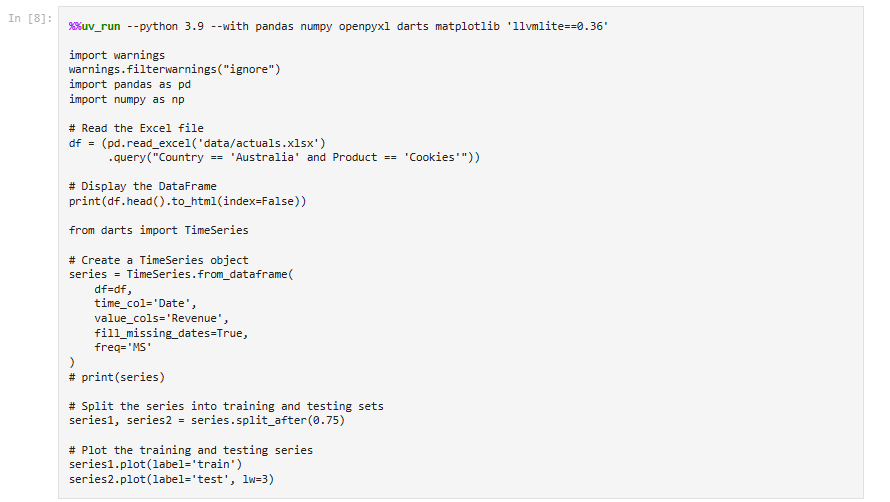 In [8]:
%%uv_run --python 3.9 --with pandas numpy openpyxl darts matplotlib 'llvmlite==0.36'
import warnings
warnings.filterwarnings("ignore")
import pandas as pd
import numpy as np
# Read the Excel file
df = (pd.read_excel('data/actuals.xlsx')
      .query("Country == 'Australia' and Product == 'Cookies'"))
# Display the DataFrame
print(df.head().to_html(index=False))
from darts import TimeSeries
# Create a TimeSeries object
series = TimeSeries.from_dataframe(
    df=df,
    time_col='Date',
    value_cols='Revenue',
    fill_missing_dates=True,
    freq='MS'
)
# print(series)
# Split the series into training and testing sets
series1, series2 = series.split_after(0.75)
# Plot the training and testing series
series1.plot(label='train')
series2.plot(label='test', lw=3)